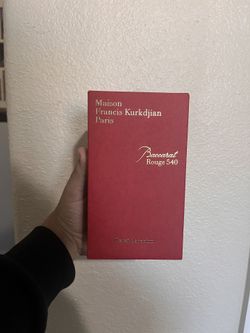 Maison
Francis Kurkdjian
Paris
Baccarat
Rouge 540